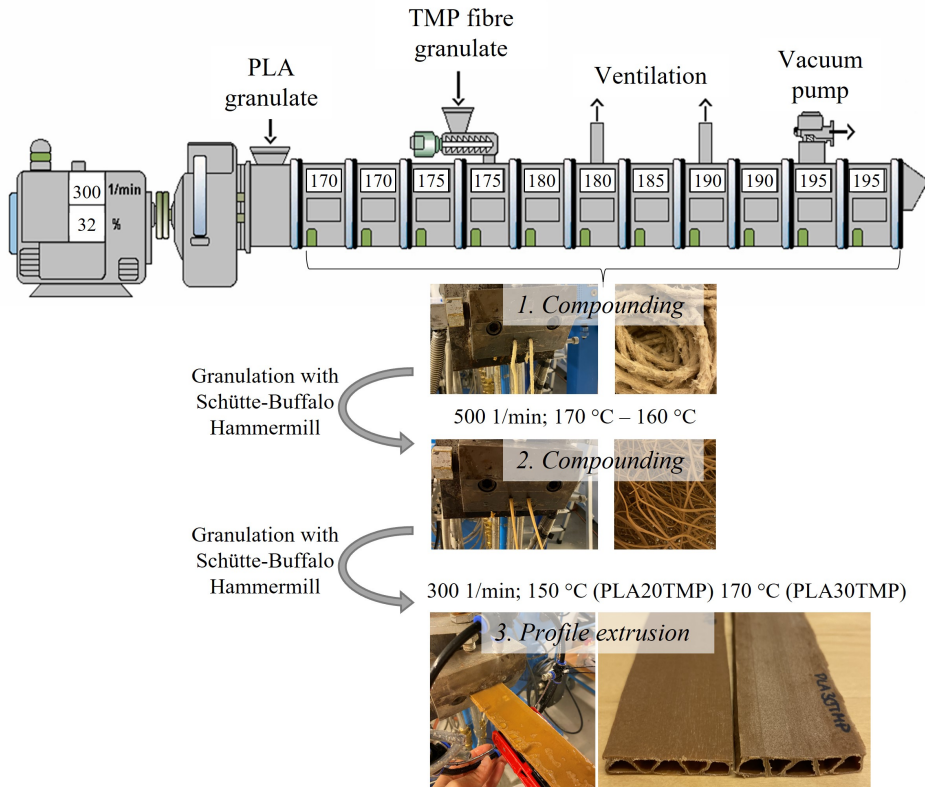 TMP fibre
granulate
PLA
granulate
Ventilation
Vacuum
pump
300 1/min
32 %
170 170 175 175 180 180 185 190 190 195 195
1. Compounding
Granulation with
Schütte-Buffalo
Hammermill
500 1/min; 170 °C – 160 °C
2. Compounding
Granulation with
Schütte-Buffalo
Hammermill
300 1/min; 150 °C (PLA20TMP) 170 °C (PLA30TMP)
3. Profile extrusion
PLA30TMP